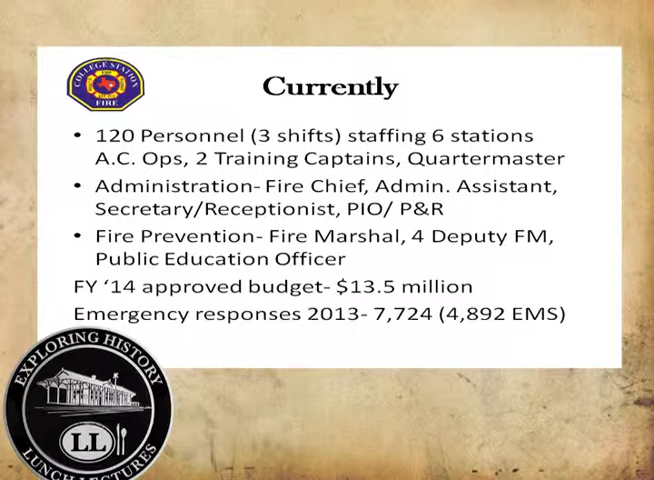 COLLEGE STATION
FIRE
Currently
• 120 Personnel (3 shifts) staffing 6 stations
A.C. Ops, 2 Training Captains, Quartermaster
• Administration- Fire Chief, Admin. Assistant,
Secretary/Receptionist, PIO/ P&R
• Fire Prevention- Fire Marshal, 4 Deputy FM,
Public Education Officer
FY ‘14 approved budget- $13.5 million
Emergency responses 2013- 7,724 (4,892 EMS)
EXPLORING HISTORY
LL
LUNCH LECTURES